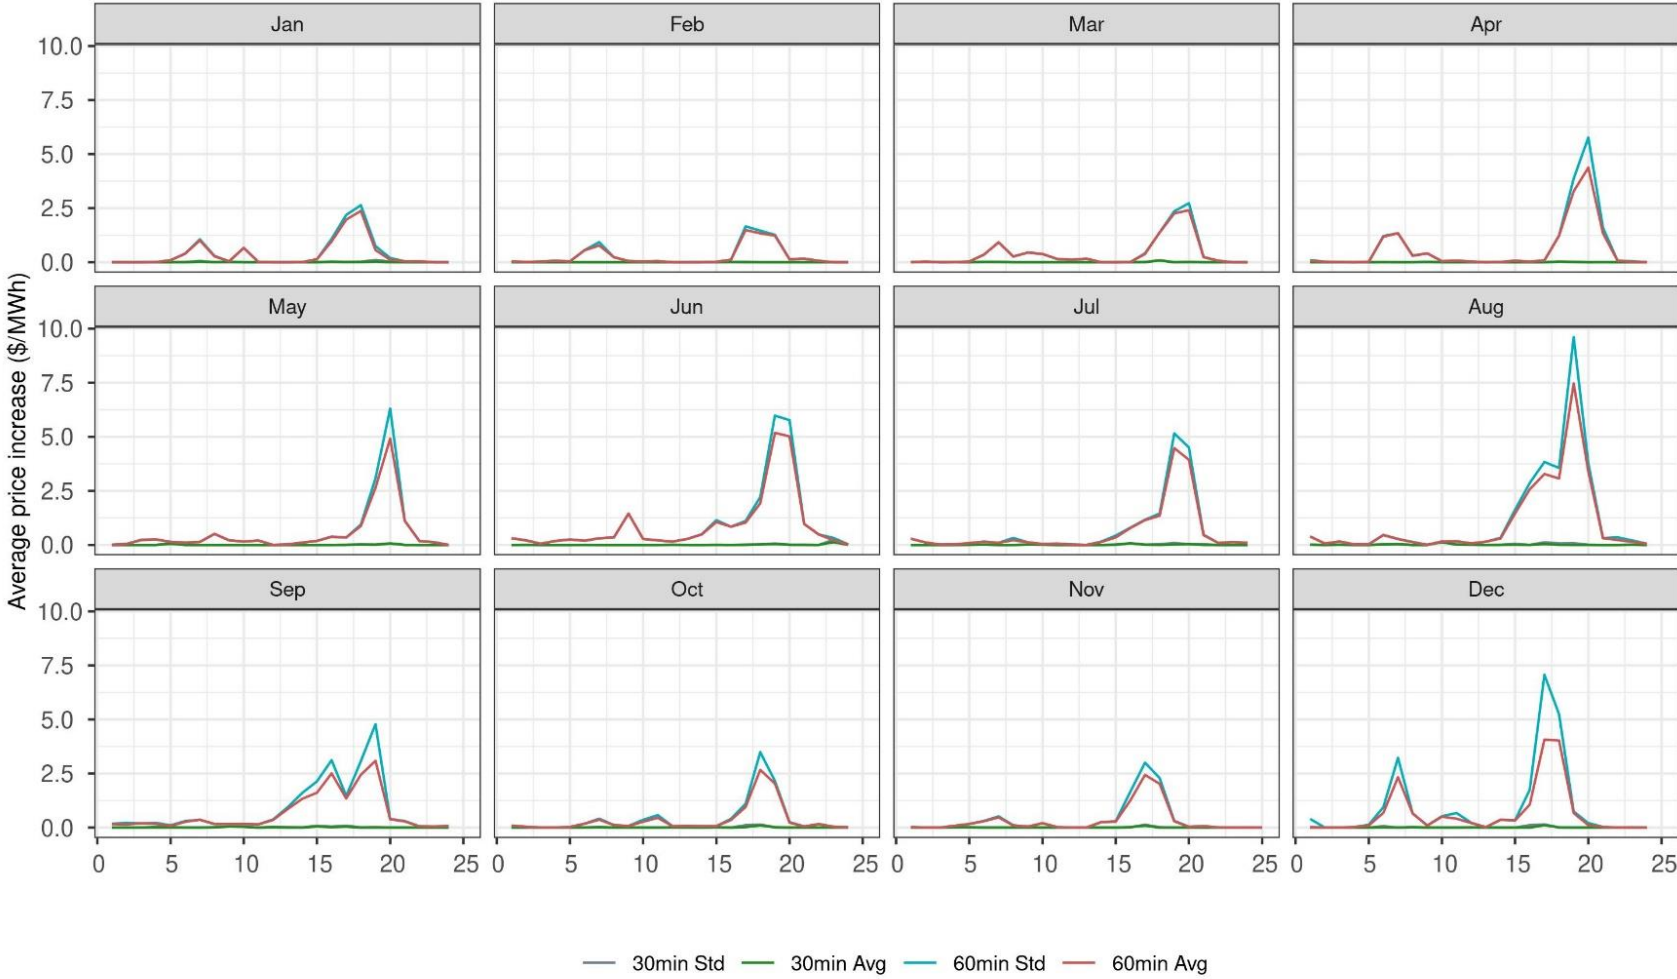 Jan Feb Mar Apr
10.0
7.5
5.0
2.5
0.0
May Jun Jul Aug
10.0
7.5
5.0
2.5
0.0
Average price increase ($/MWh)
Sep Oct Nov Dec
10.0
7.5
5.0
2.5
0.0
0 5 10 15 20 25 0 5 10 15 20 25 0 5 10 15 20 25 0 5 10 15 20 25
30min Std 30min Avg 60min Std 60min Avg